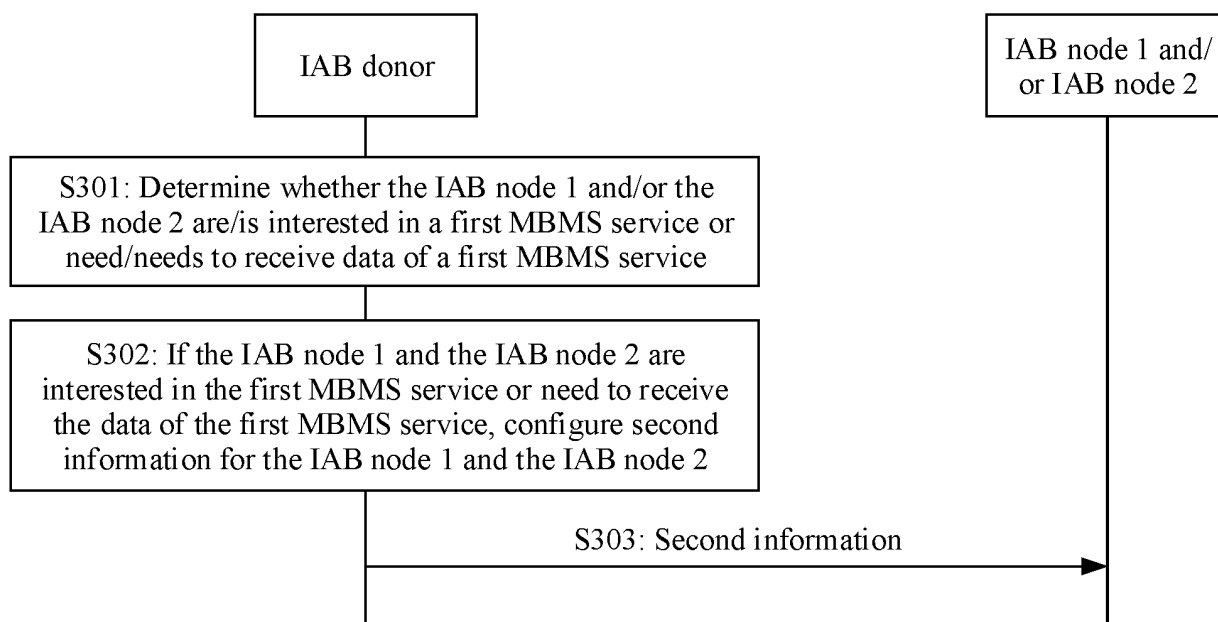 IAB donor
IAB node 1 and/
or IAB node 2
S301: Determine whether the IAB node 1 and/or the
IAB node 2 are/is interested in a first MBMS service or
need/needs to receive data of a first MBMS service
S302: If the IAB node 1 and the IAB node 2 are
interested in the first MBMS service or need to receive
the data of the first MBMS service, configure second
information for the IAB node 1 and the IAB node 2
S303: Second information